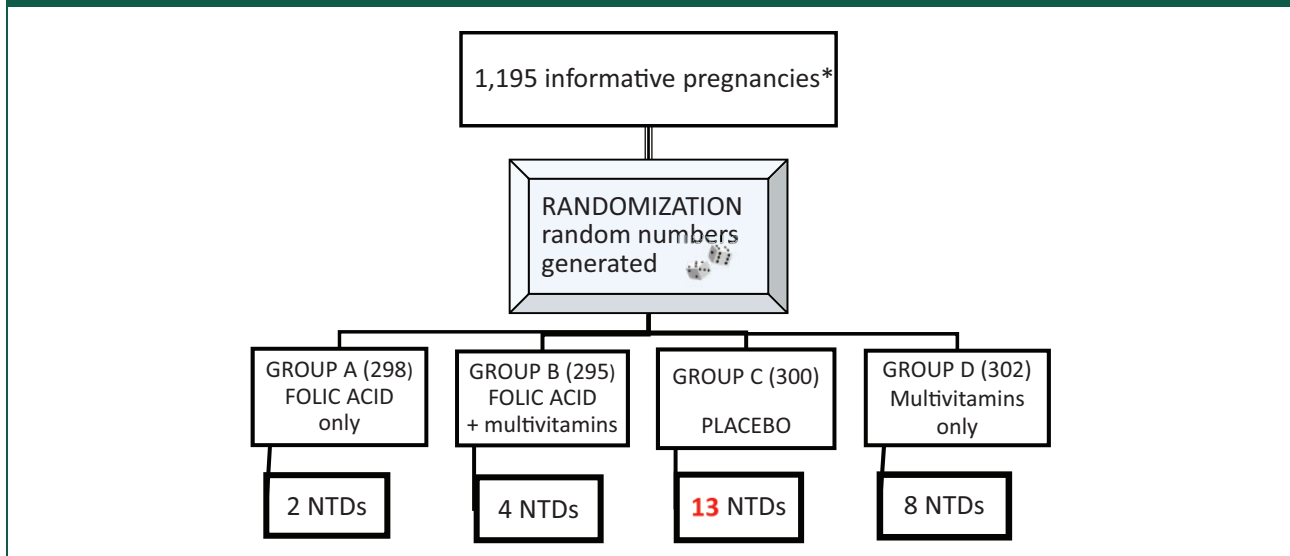 1,195 informative pregnancies*
RANDOMIZATION
random numbers
generated
GROUP A (298)
FOLIC ACID
only
GROUP B (295)
FOLIC ACID
+ multivitamins
GROUP C (300)
PLACEBO
GROUP D (302)
Multivitamins
only
2 NTDs
4 NTDs
13 NTDs
8 NTDs